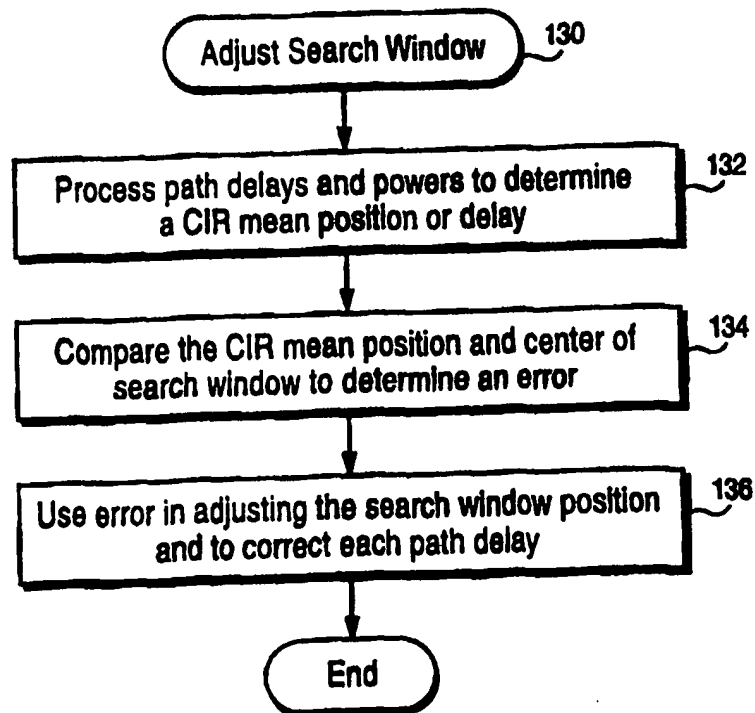 Adjust Search Window
130
Process path delays and powers to determine
a CIR mean position or delay
132
Compare the CIR mean position and center of
search window to determine an error
134
Use error in adjusting the search window position
and to correct each path delay
136
End